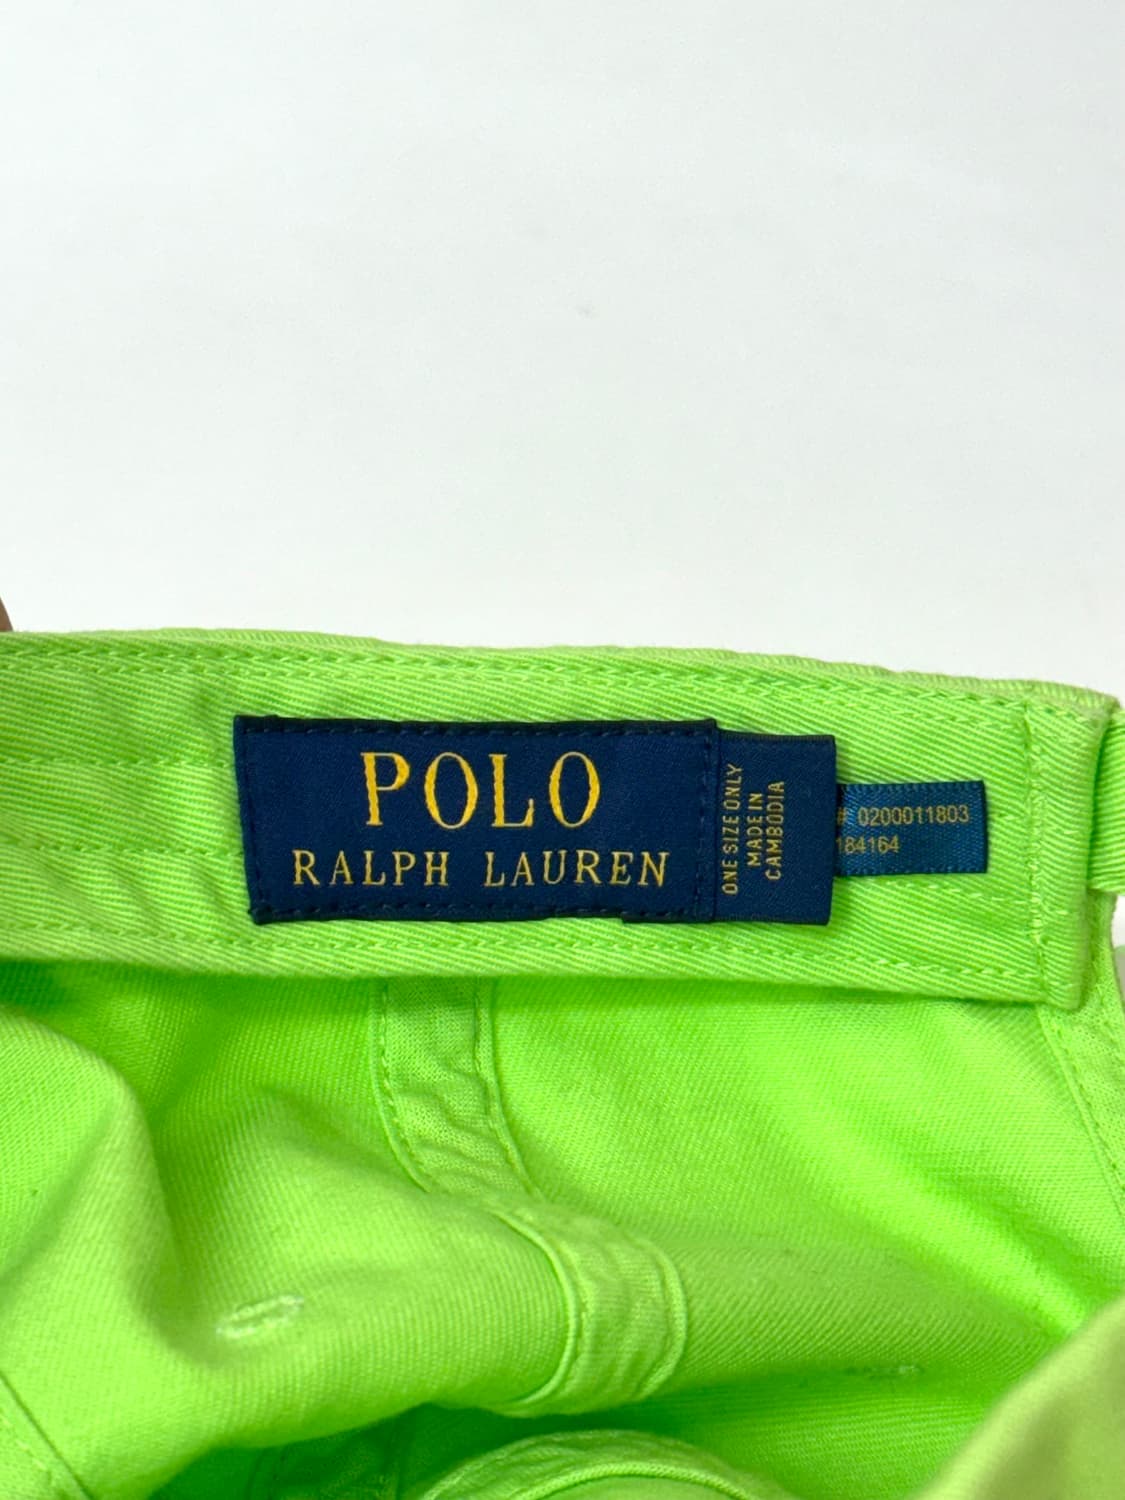 POLO
RALPH LAUREN
ONE SIZE ONLY
MADE IN
CAMBODIA
# 0200011803
184164